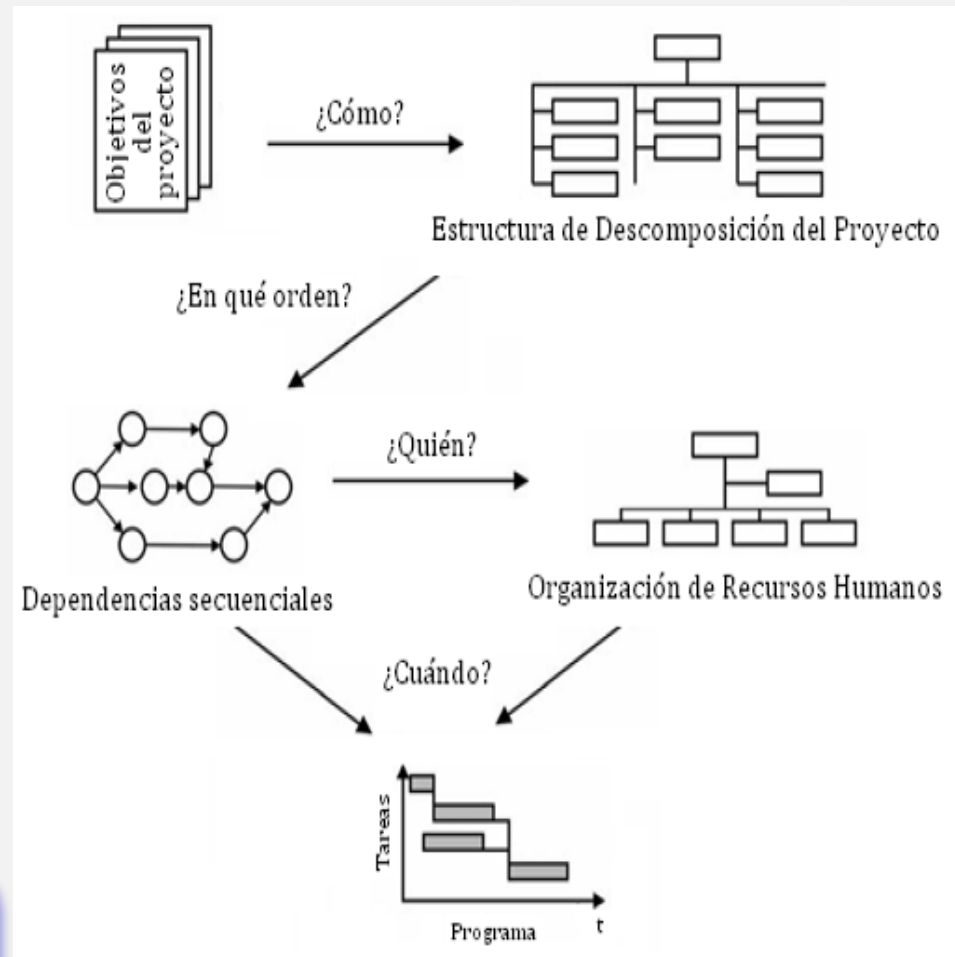 Objetivos
del
proyecto
¿Cómo?
Estructura de Descomposición del Proyecto
¿En qué orden?
¿Quién?
Dependencias secuenciales
Organización de Recursos Humanos
¿Cuándo?
Tareas
Programa
t